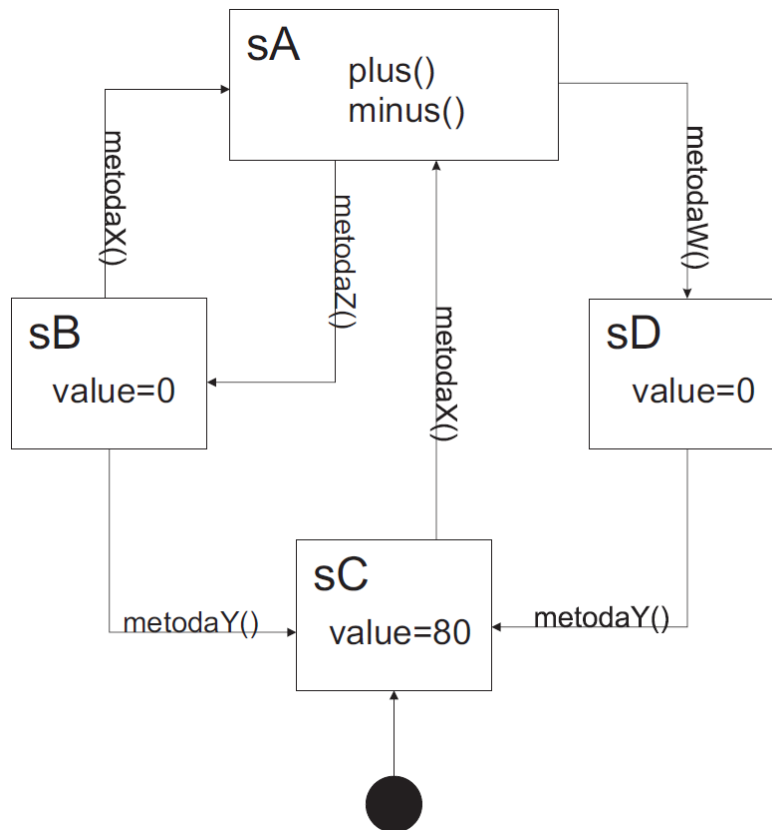 sA
plus()
minus()
metodaX()
metodaZ()
metodaW()
sB
value=0
metodaX()
sD
value=0
sC
value=80
metodaY()
metodaY()